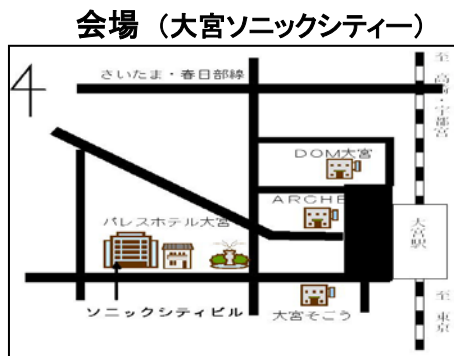 会場 （大宮ソニックシティー）
さいたま・春日部線
至 高崎・宇都宮
DOM大宮
ARCHE
パレスホテル大宮
大宮駅
ソニックシティビル
大宮そごう
至 東京